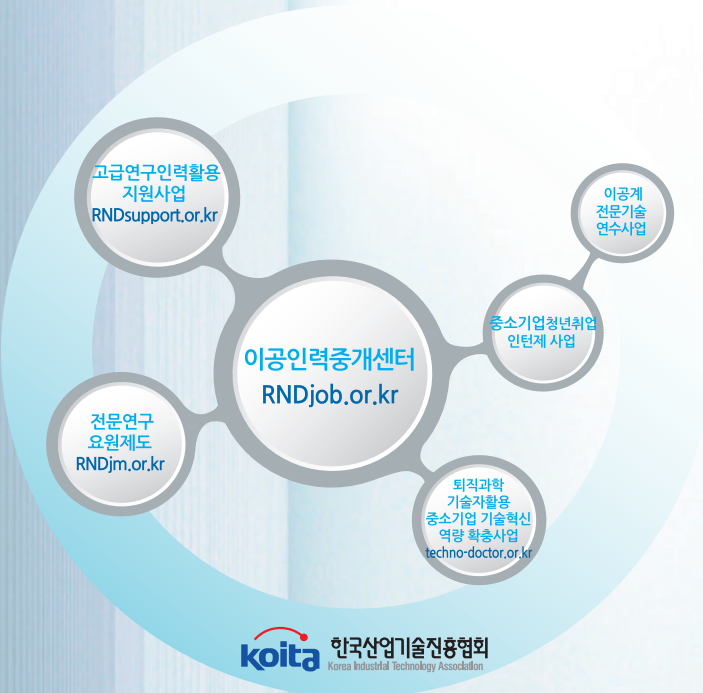 고급연구인력활용
지원사업
RNDsupport.or.kr
이공계
전문기술
연수사업
중소기업청년취업
인턴제 사업
이공인력중개센터
RNDjob.or.kr
전문연구
요원제도
RNDjm.or.kr
퇴직과학
기술자활용
중소기업 기술혁신
역량 확충사업
techno-doctor.or.kr
koita 한국산업기술진흥협회
Korea Industrial Technology Association